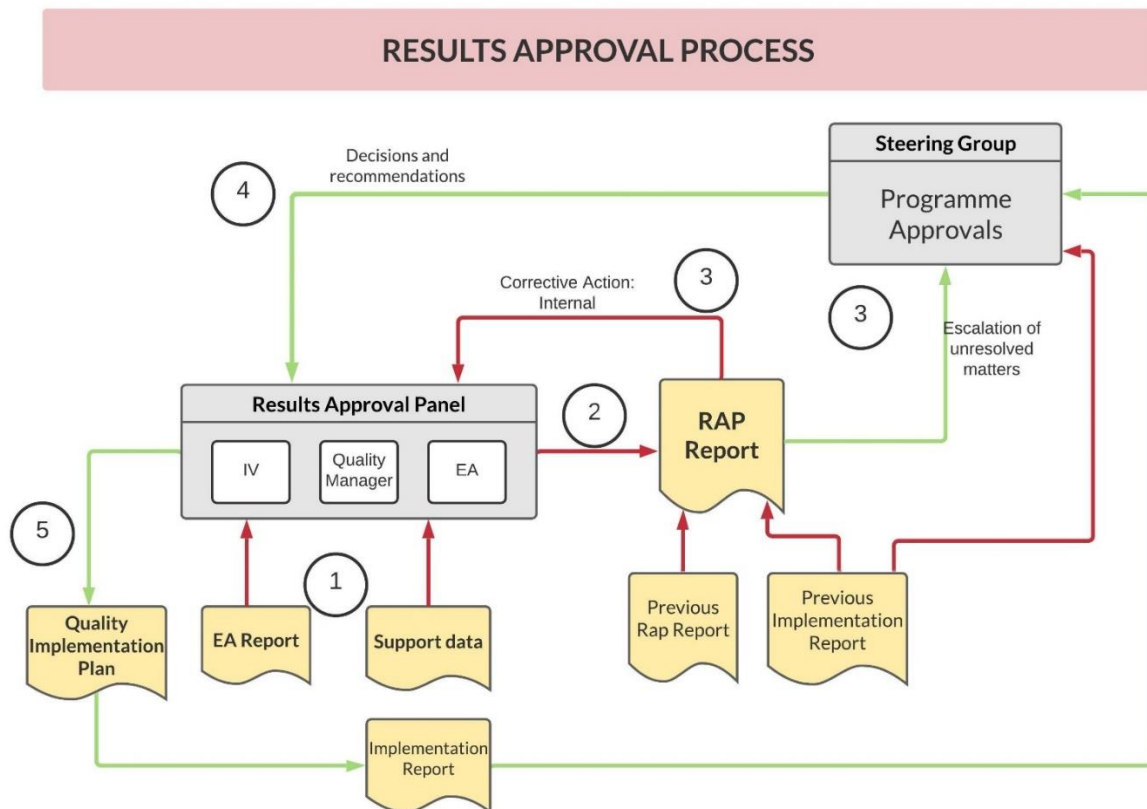 RESULTS APPROVAL PROCESS
Steering Group
Programme
Approvals
4
Decisions and
recommendations
3
Corrective Action:
Internal
3
Escalation of
unresolved
matters
Results Approval Panel
IV
Quality
Manager
EA
2
RAP
Report
5
1
Quality
Implementation
Plan
EA Report
Support data
Previous
Rap Report
Previous
Implementation
Report
Implementation
Report